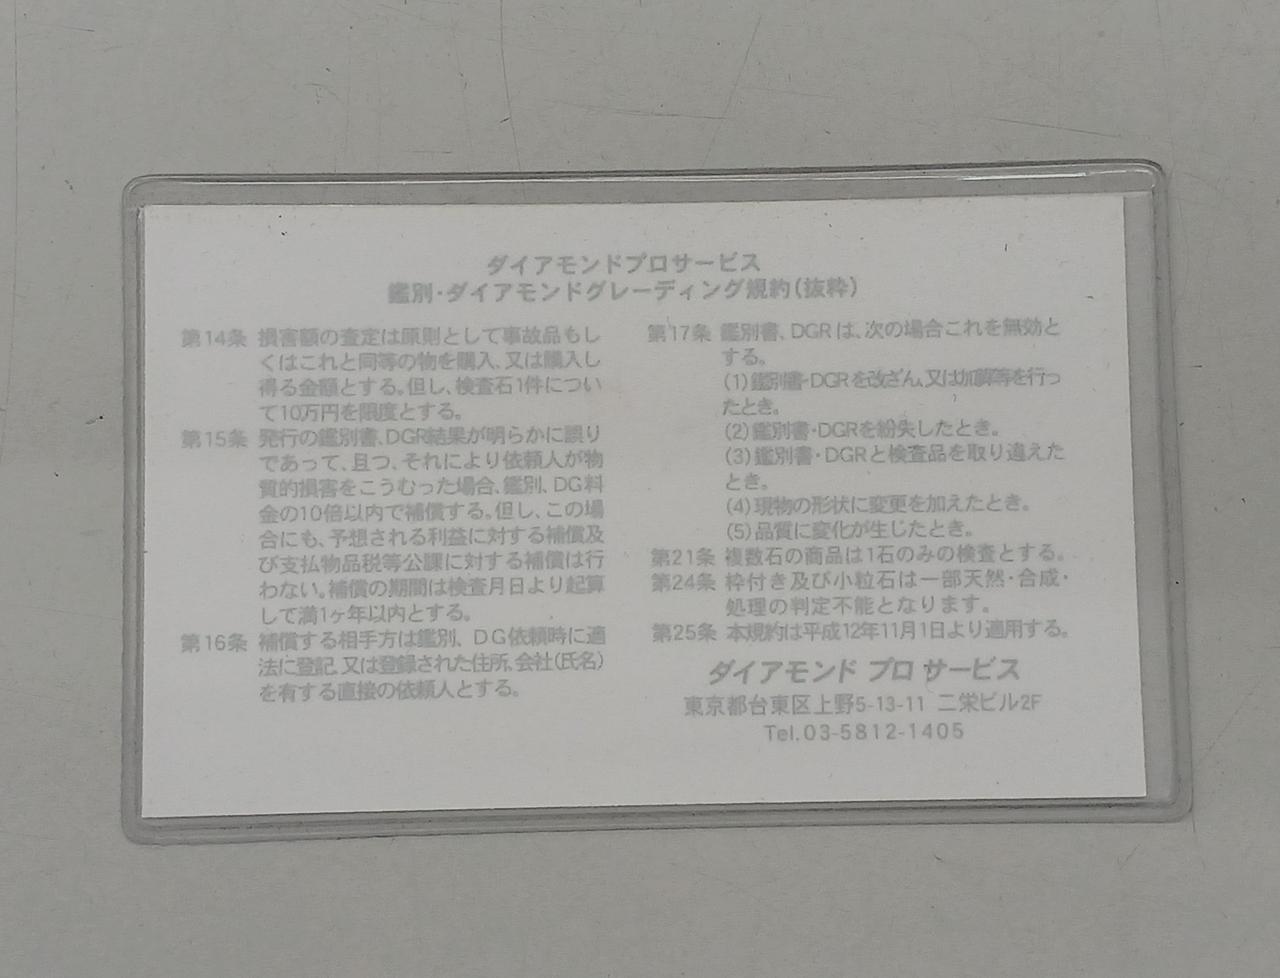 ダイアモンドプロサービス
鑑別・ダイアモンドグレーディング規約(抜粋)
第14条 損害額の査定は原則として事故品もし
くはこれと同等の物を購入、又は購入し
得る金額とする。但し、検査石1件につい
て10万円を限度とする。
第15条 発行の鑑別書、DGR結果が明らかに誤り
であって、且つ、それにより依頼人が物
質的損害をこうむった場合、鑑別、DG料
金の10倍以内で補償する。但し、この場
合にも、予想される利益に対する補償及
び支払物品税等公課に対する補償は行
わない。補償の期間は検査月日より起算
して満1ヶ年以内とする。
第16条 補償する相手方は鑑別、DG依頼時に適
法に登記、又は登録された住所、会社(氏名)
を有する直接の依頼人とする。
第17条 鑑別書、DGRは、次の場合これを無効と
する。
(1)鑑別書・DGRを改ざん、又は加算等を行っ
たとき。
(2)鑑別書・DGRを紛失したとき。
(3)鑑別書・DGRと検査品を取り違えた
とき。
(4)現物の形状に変更を加えたとき。
(5)品質に変化が生じたとき。
第21条 複数石の商品は1石のみの検査とする。
第24条 枠付き及び小粒石は一部天然・合成・
処理の判定不能となります。
第25条 本規約は平成12年11月1日より適用する。
ダイアモンド プロ サービス
東京都台東区上野5-13-11 二栄ビル2F
Tel.03-5812-1405